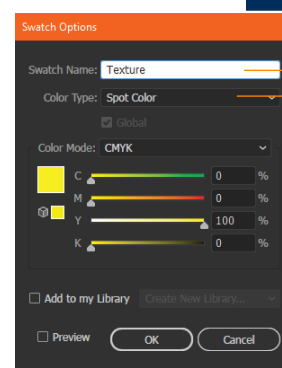 Swatch Options
Swatch Name: Texture
Color Type: Spot Color
Global
Color Mode: CMYK
C 0 %
M 0 %
Y 100 %
K 0 %
Add to my Library Create New Library...
Preview OK Cancel